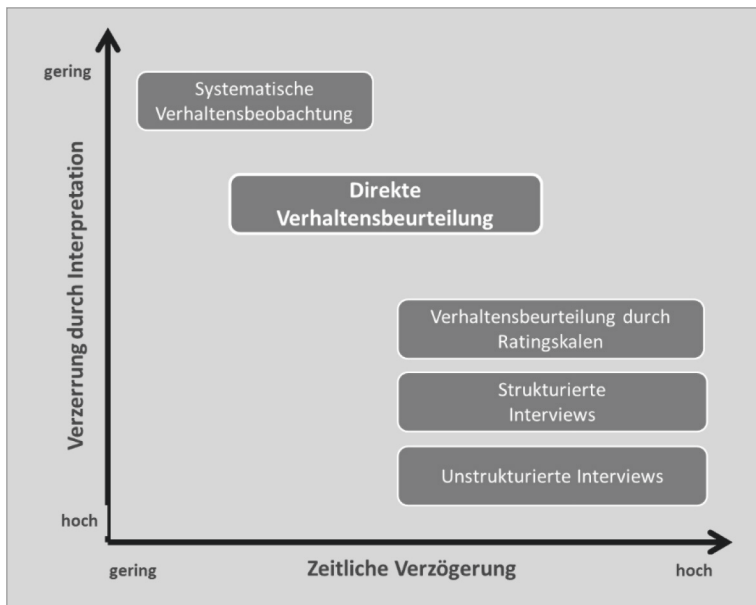 gering
Systematische
Verhaltensbeobachtung
Direkte
Verhaltensbeurteilung
Verzerrung durch Interpretation
Verhaltensbeurteilung durch
Ratingskalen
Strukturierte
Interviews
Unstrukturierte Interviews
hoch
gering
Zeitliche Verzögerung
hoch